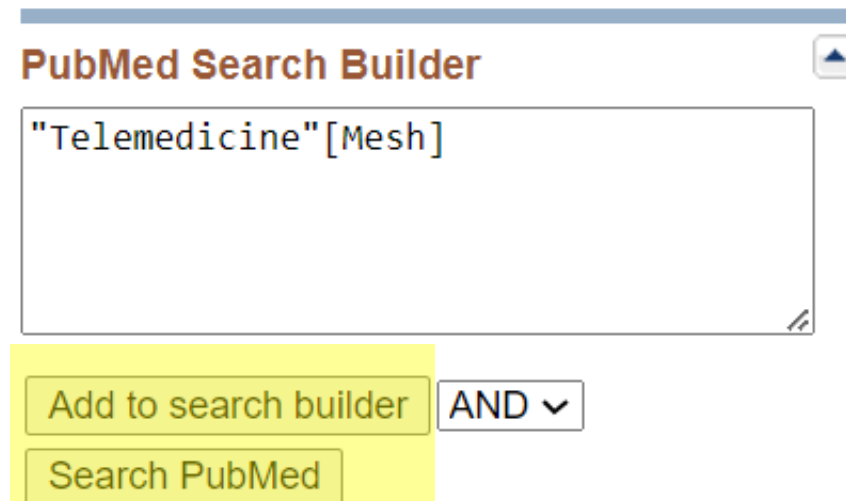 PubMed Search Builder
"Telemedicine"[Mesh]
Add to search builder AND
Search PubMed